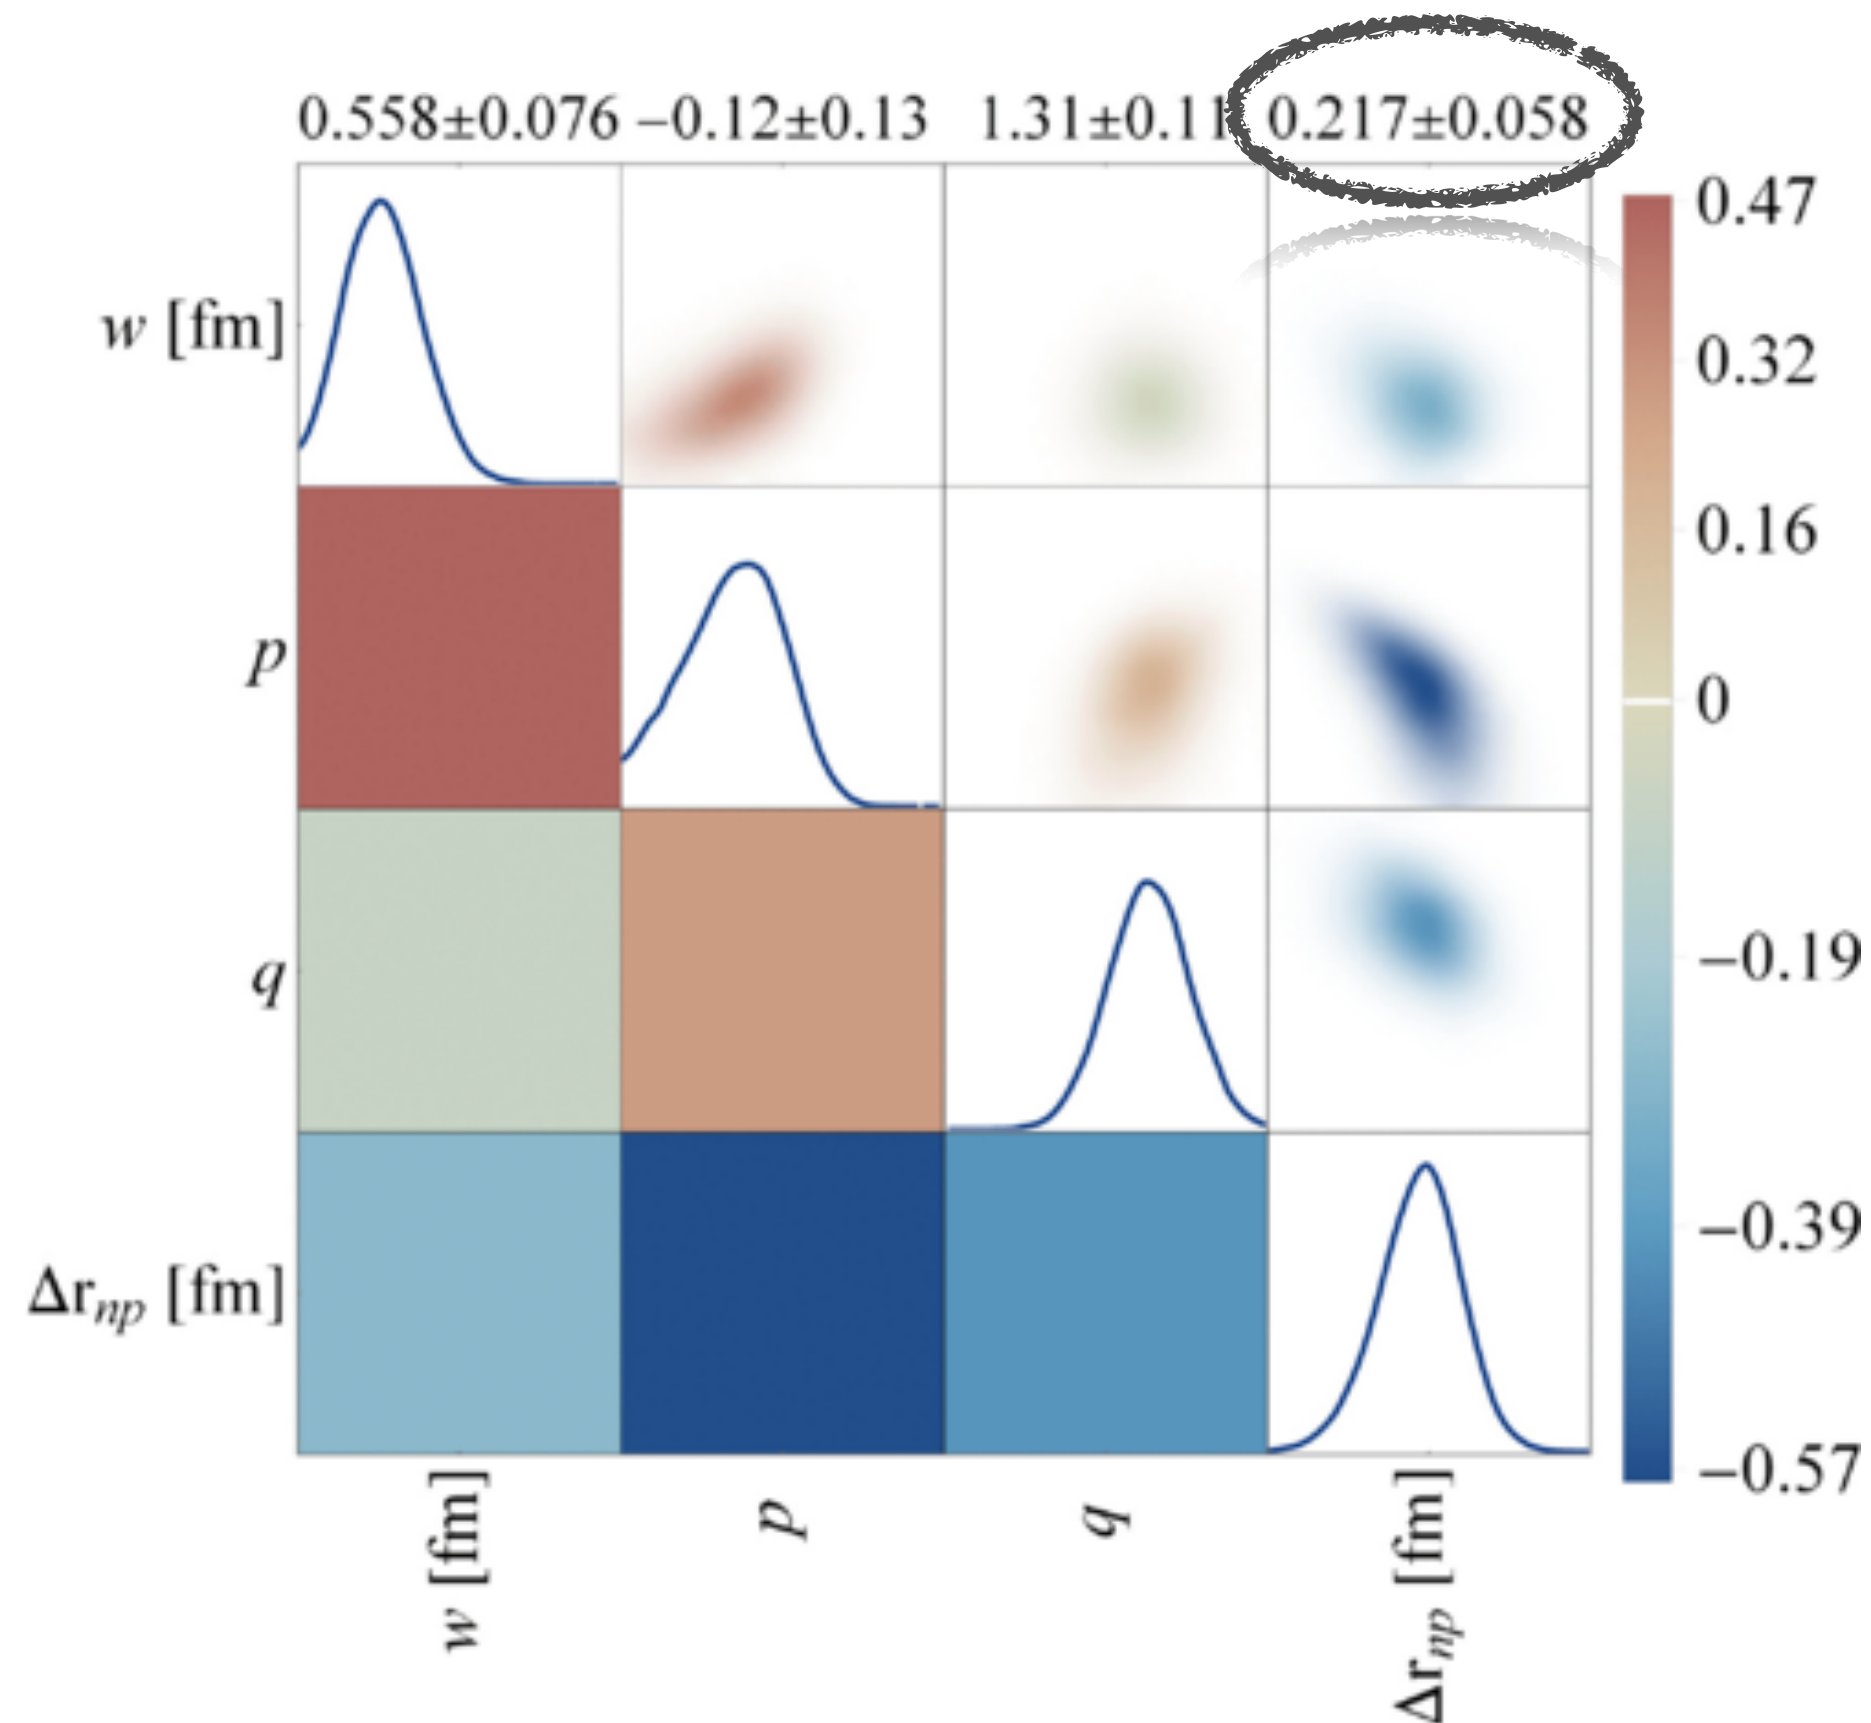 0.558±0.076 −0.12±0.13 1.31±0.11 0.217±0.058
0.47
w [fm]
0.32
0.16
p
0
−0.19
q
−0.39
Δr_np [fm]
−0.57
w [fm]
p
q
Δr_np [fm]